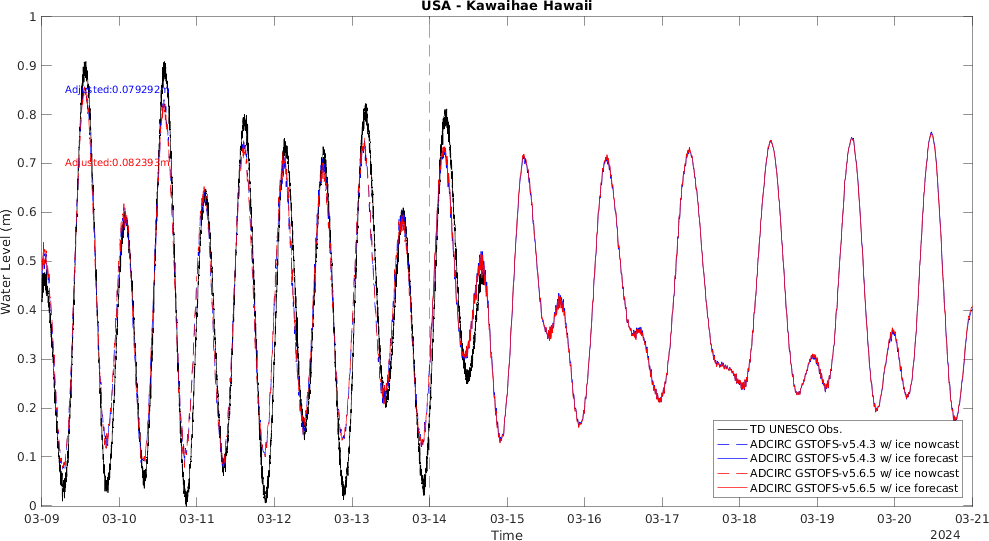 USA - Kawaihae Hawaii
Water Level (m)
1
0.9
0.8
0.7
0.6
0.5
0.4
0.3
0.2
0.1
0
Adjusted:0.079292m
Adjusted:0.082393m
TD UNESCO Obs.
ADCIRC GSTOFS-v5.4.3 w/ ice nowcast
ADCIRC GSTOFS-v5.4.3 w/ ice forecast
ADCIRC GSTOFS-v5.6.5 w/ ice nowcast
ADCIRC GSTOFS-v5.6.5 w/ ice forecast
03-09 03-10 03-11 03-12 03-13 03-14 03-15 03-16 03-17 03-18 03-19 03-20 03-21
Time
2024